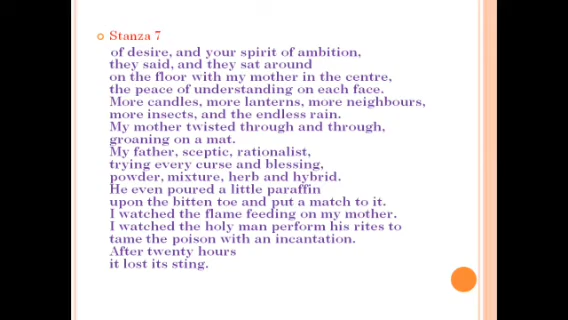 Stanza 7
of desire, and your spirit of ambition,
they said, and they sat around
on the floor with my mother in the centre,
the peace of understanding on each face.
More candles, more lanterns, more neighbours,
more insects, and the endless rain.
My mother twisted through and through,
groaning on a mat.
My father, sceptic, rationalist,
trying every curse and blessing,
powder, mixture, herb and hybrid.
He even poured a little paraffin
upon the bitten toe and put a match to it.
I watched the flame feeding on my mother.
I watched the holy man perform his rites to
tame the poison with an incantation.
After twenty hours
it lost its sting.